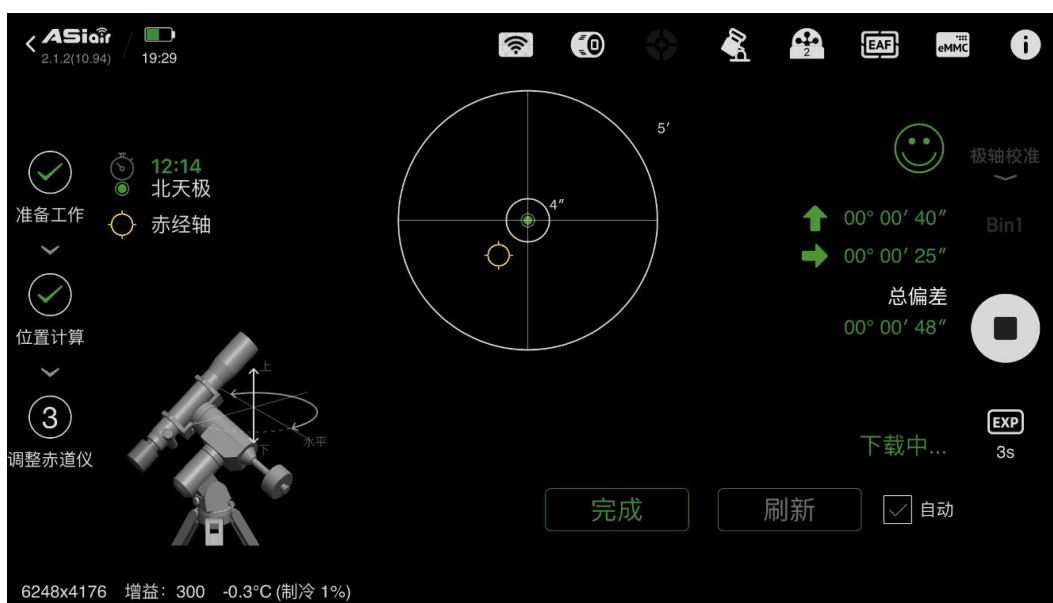 ASiair
2.1.2(10.94)
19:29
2
EAF
eMMC
i
12:14
北天极
赤经轴
准备工作
位置计算
3
调整赤道仪
上
水平
下
5′
4″
极轴校准
00° 00′ 40″
Bin1
00° 00′ 25″
总偏差
00° 00′ 48″
EXP
3s
下载中...
完成
刷新
自动
6248x4176 增益: 300 -0.3°C (制冷 1%)